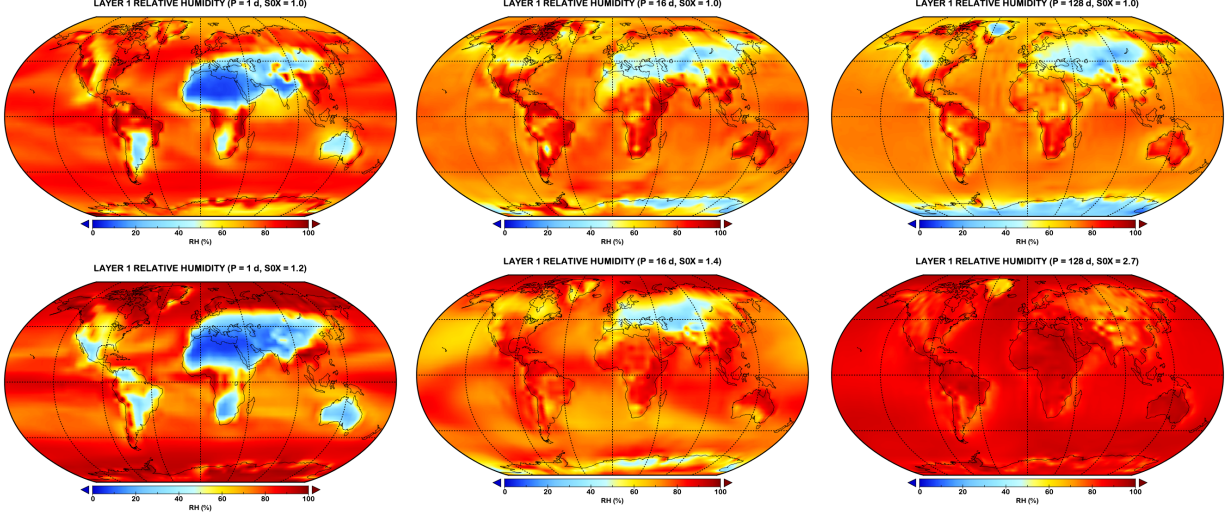 LAYER 1 RELATIVE HUMIDITY (P = 1 d, S0X = 1.0)
0 20 40 60 80 100
RH (%)
LAYER 1 RELATIVE HUMIDITY (P = 16 d, S0X = 1.0)
0 20 40 60 80 100
RH (%)
LAYER 1 RELATIVE HUMIDITY (P = 128 d, S0X = 1.0)
0 20 40 60 80 100
RH (%)
LAYER 1 RELATIVE HUMIDITY (P = 1 d, S0X = 1.2)
0 20 40 60 80 100
RH (%)
LAYER 1 RELATIVE HUMIDITY (P = 16 d, S0X = 1.4)
0 20 40 60 80 100
RH (%)
LAYER 1 RELATIVE HUMIDITY (P = 128 d, S0X = 2.7)
0 20 40 60 80 100
RH (%)